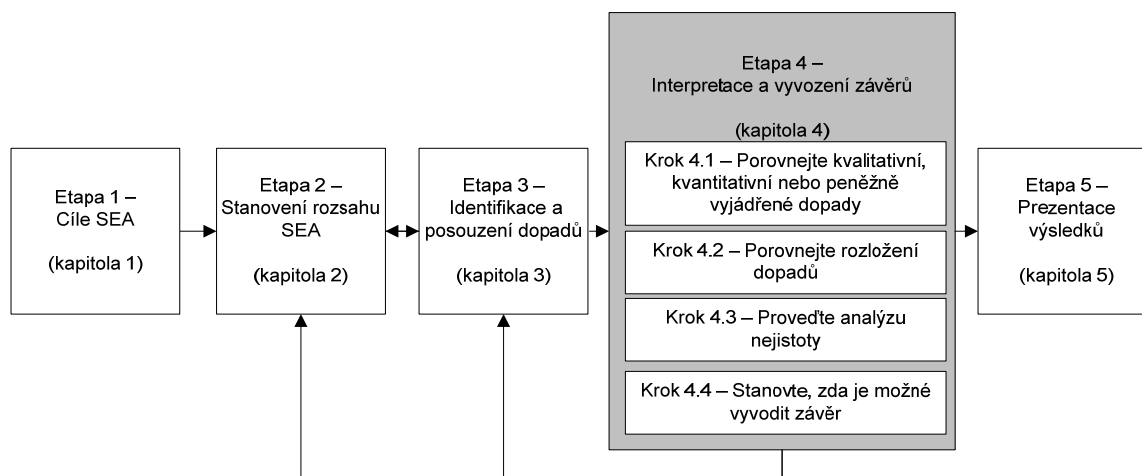 Etapa 1 –
Cíle SEA
(kapitola 1)
Etapa 2 –
Stanovení rozsahu
SEA
(kapitola 2)
Etapa 3 –
Identifikace a
posouzení dopadů
(kapitola 3)
Etapa 4 –
Interpretace a vyvození závěrů
(kapitola 4)
Krok 4.1 – Porovnejte kvalitativní,
kvantitativní nebo peněžně
vyjádřené dopady
Krok 4.2 – Porovnejte rozložení
dopadů
Krok 4.3 – Proveďte analýzu
nejistoty
Krok 4.4 – Stanovte, zda je možné
vyvodit závěr
Etapa 5 –
Prezentace
výsledků
(kapitola 5)